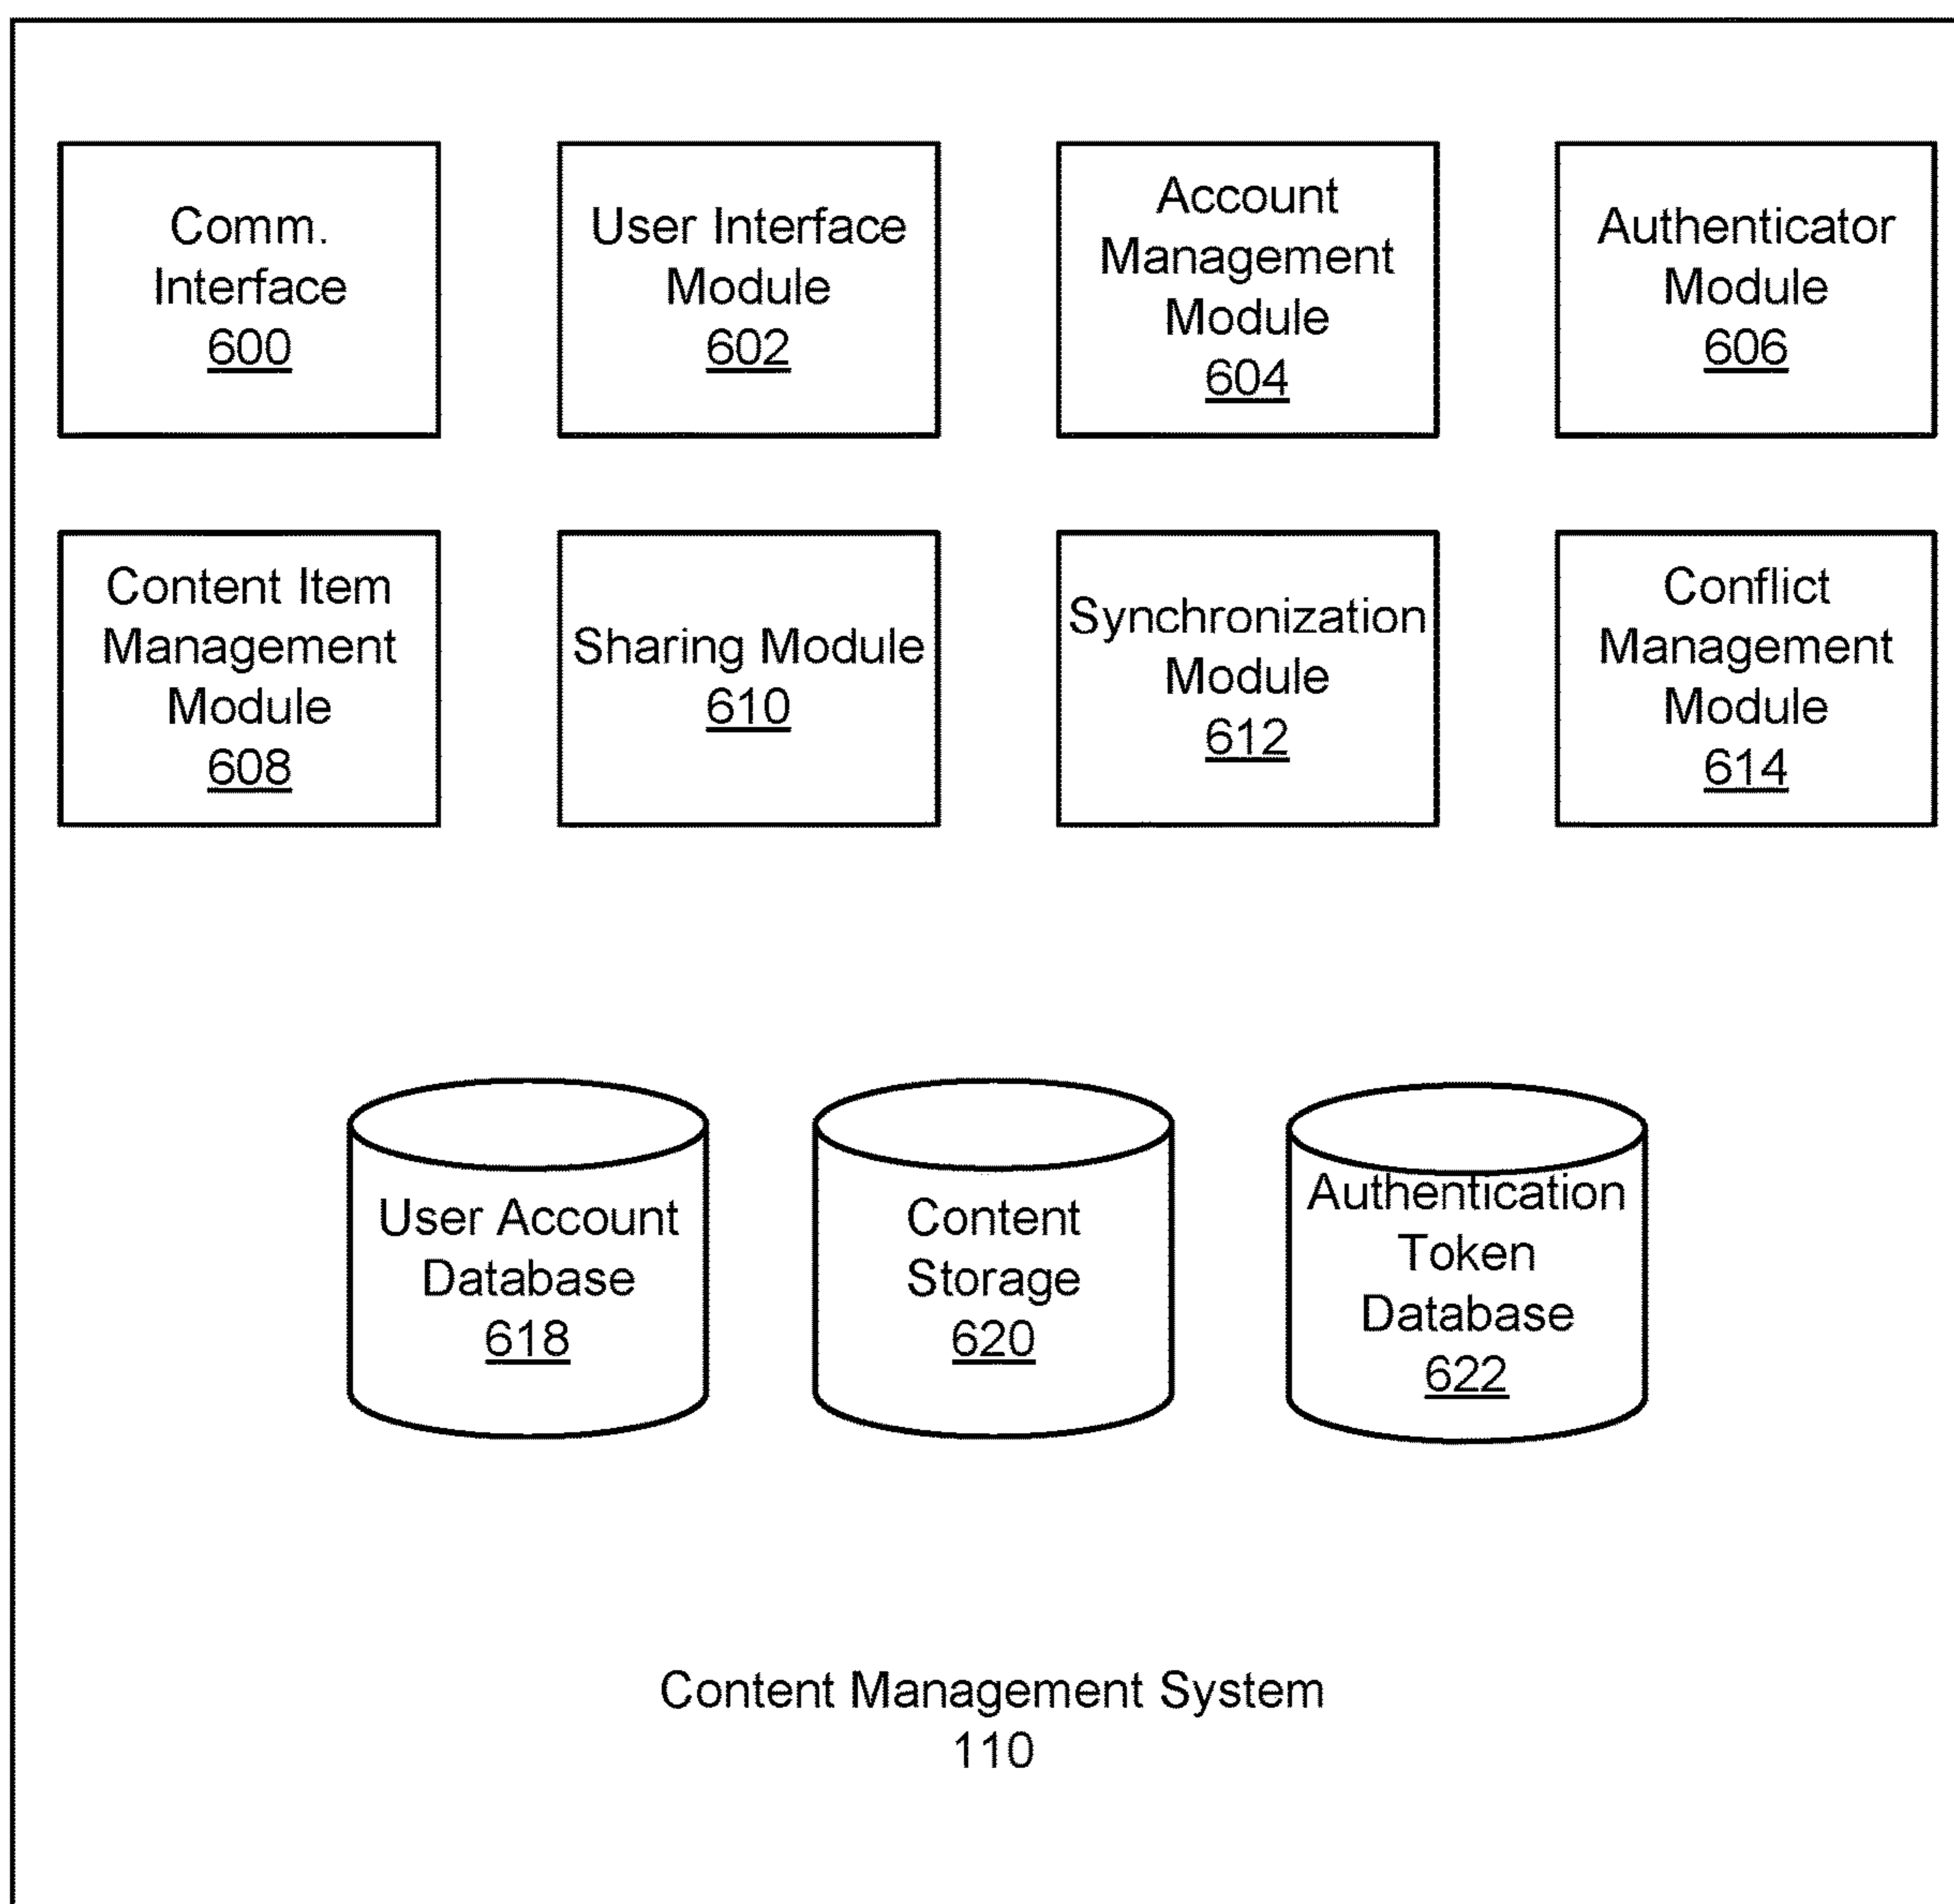 Comm.
Interface
600
User Interface
Module
602
Account
Management
Module
604
Authenticator
Module
606
Content Item
Management
Module
608
Sharing Module
610
Synchronization
Module
612
Conflict
Management
Module
614
User Account
Database
618
Content
Storage
620
Authentication
Token
Database
622
Content Management System
110